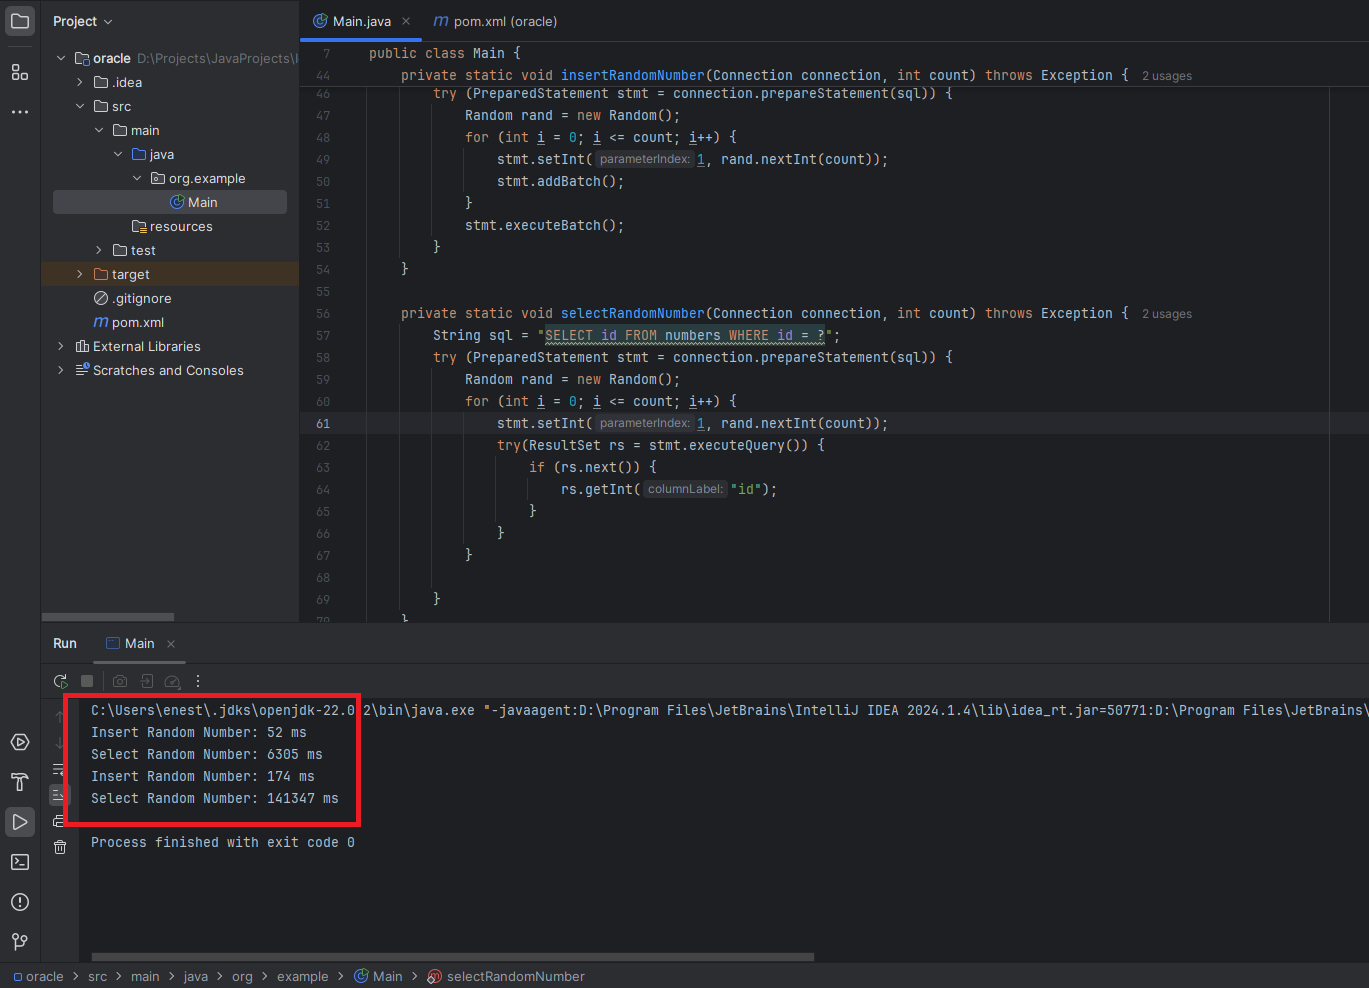 Project
Main.java
pom.xml (oracle)
oracle D:\Projects\JavaProjects\
.idea
src
main
java
org.example
Main
resources
test
target
.gitignore
pom.xml
External Libraries
Scratches and Consoles
7 public class Main {
44 private static void insertRandomNumber(Connection connection, int count) throws Exception { 2 usages
46 try (PreparedStatement stmt = connection.prepareStatement(sql)) {
47 Random rand = new Random();
48 for (int i = 0; i <= count; i++) {
49 stmt.setInt( parameterIndex: 1, rand.nextInt(count));
50 stmt.addBatch();
51 }
52 stmt.executeBatch();
53 }
54 }
55
56 private static void selectRandomNumber(Connection connection, int count) throws Exception { 2 usages
57 String sql = "SELECT id FROM numbers WHERE id = ?";
58 try (PreparedStatement stmt = connection.prepareStatement(sql)) {
59 Random rand = new Random();
60 for (int i = 0; i <= count; i++) {
61 stmt.setInt( parameterIndex: 1, rand.nextInt(count));
62 try(ResultSet rs = stmt.executeQuery()) {
63 if (rs.next()) {
64 rs.getInt( columnLabel: "id");
65 }
66 }
67 }
68
69 }
70 }
Run
Main
C:\Users\enest\.jdks\openjdk-22.0.2\bin\java.exe "-javaagent:D:\Program Files\JetBrains\IntelliJ IDEA 2024.1.4\lib\idea_rt.jar=50771:D:\Program Files\JetBrains\
Insert Random Number: 52 ms
Select Random Number: 6305 ms
Insert Random Number: 174 ms
Select Random Number: 141347 ms
Process finished with exit code 0
oracle > src > main > java > org > example > Main > selectRandomNumber